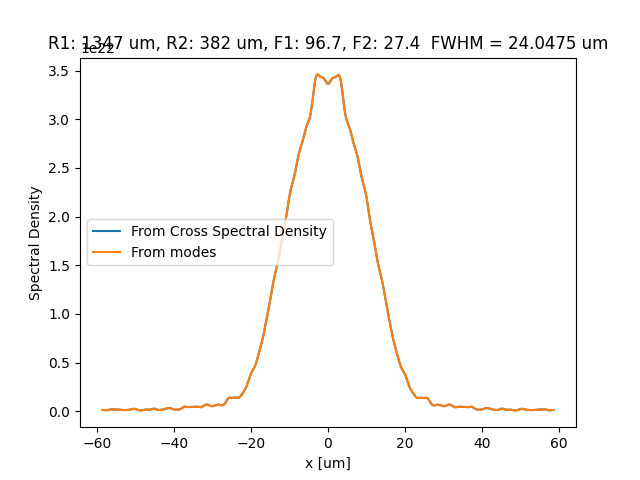 R1: 1347 um, R2: 382 um, F1: 96.7, F2: 27.4  FWHM = 24.0475 um
1e22
3.5
3.0
2.5
2.0
1.5
1.0
0.5
0.0
Spectral Density
From Cross Spectral Density
From modes
−60 −40 −20 0 20 40 60
x [um]